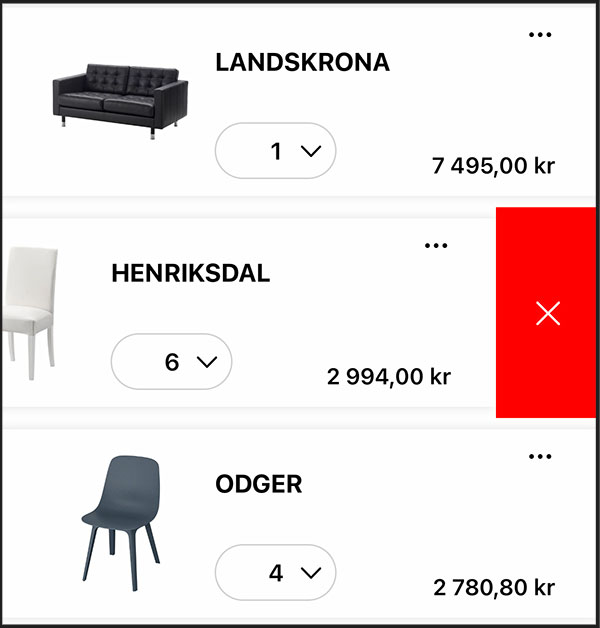 LANDSKRONA
1
7 495,00 kr
HENRIKSDAL
6
2 994,00 kr
ODGER
4
2 780,80 kr